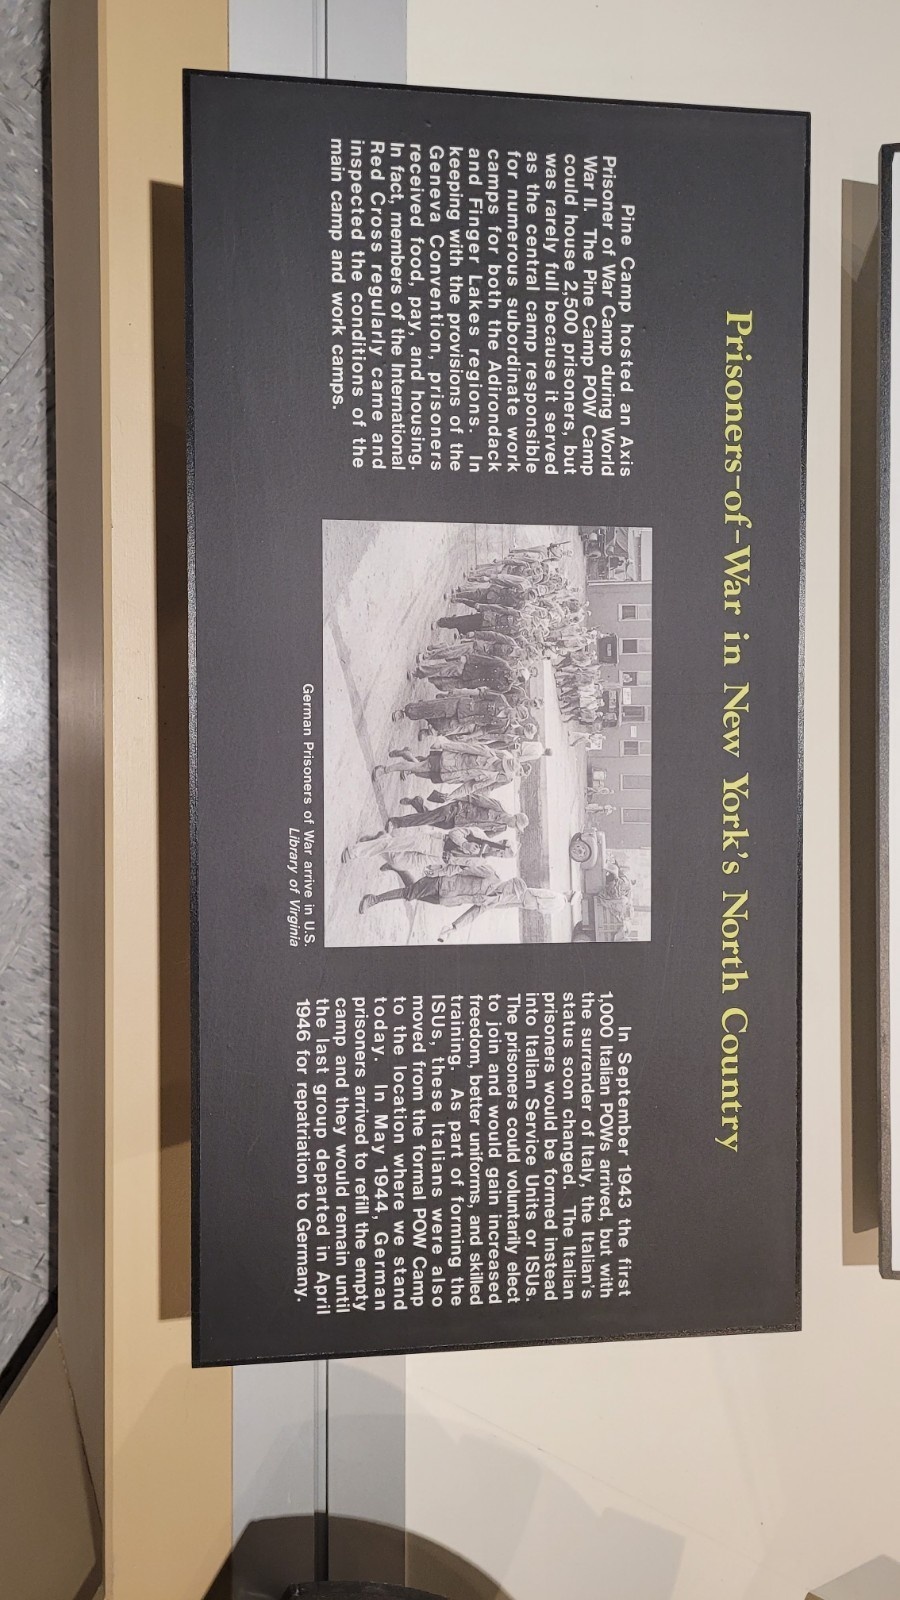 Prisoners-of-War in New York's North Country
Pine Camp hosted an Axis
Prisoner of War Camp during World
War II. The Pine Camp POW Camp
could house 2,500 prisoners, but
was rarely full because it served
as the central camp responsible
for numerous subordinate work
camps for both the Adirondack
and Finger Lakes regions. In
keeping with the provisions of the
Geneva Convention, prisoners
received food, pay, and housing.
In fact, members of the International
Red Cross regularly came and
inspected the conditions of the
main camp and work camps.
German Prisoners of War arrive in U.S.
Library of Virginia
In September 1943 the first
1,000 Italian POWs arrived, but with
the surrender of Italy, the Italian's
status soon changed. The Italian
prisoners would be formed instead
into Italian Service Units or ISUs.
The prisoners could voluntarily elect
to join and would gain increased
freedom, better uniforms, and skilled
training. As part of forming the
ISUs, these Italians were also
moved from the formal POW Camp
to the location where we stand
today. In May 1944, German
prisoners arrived to refill the empty
camp and they would remain until
the last group departed in April
1946 for repatriation to Germany.